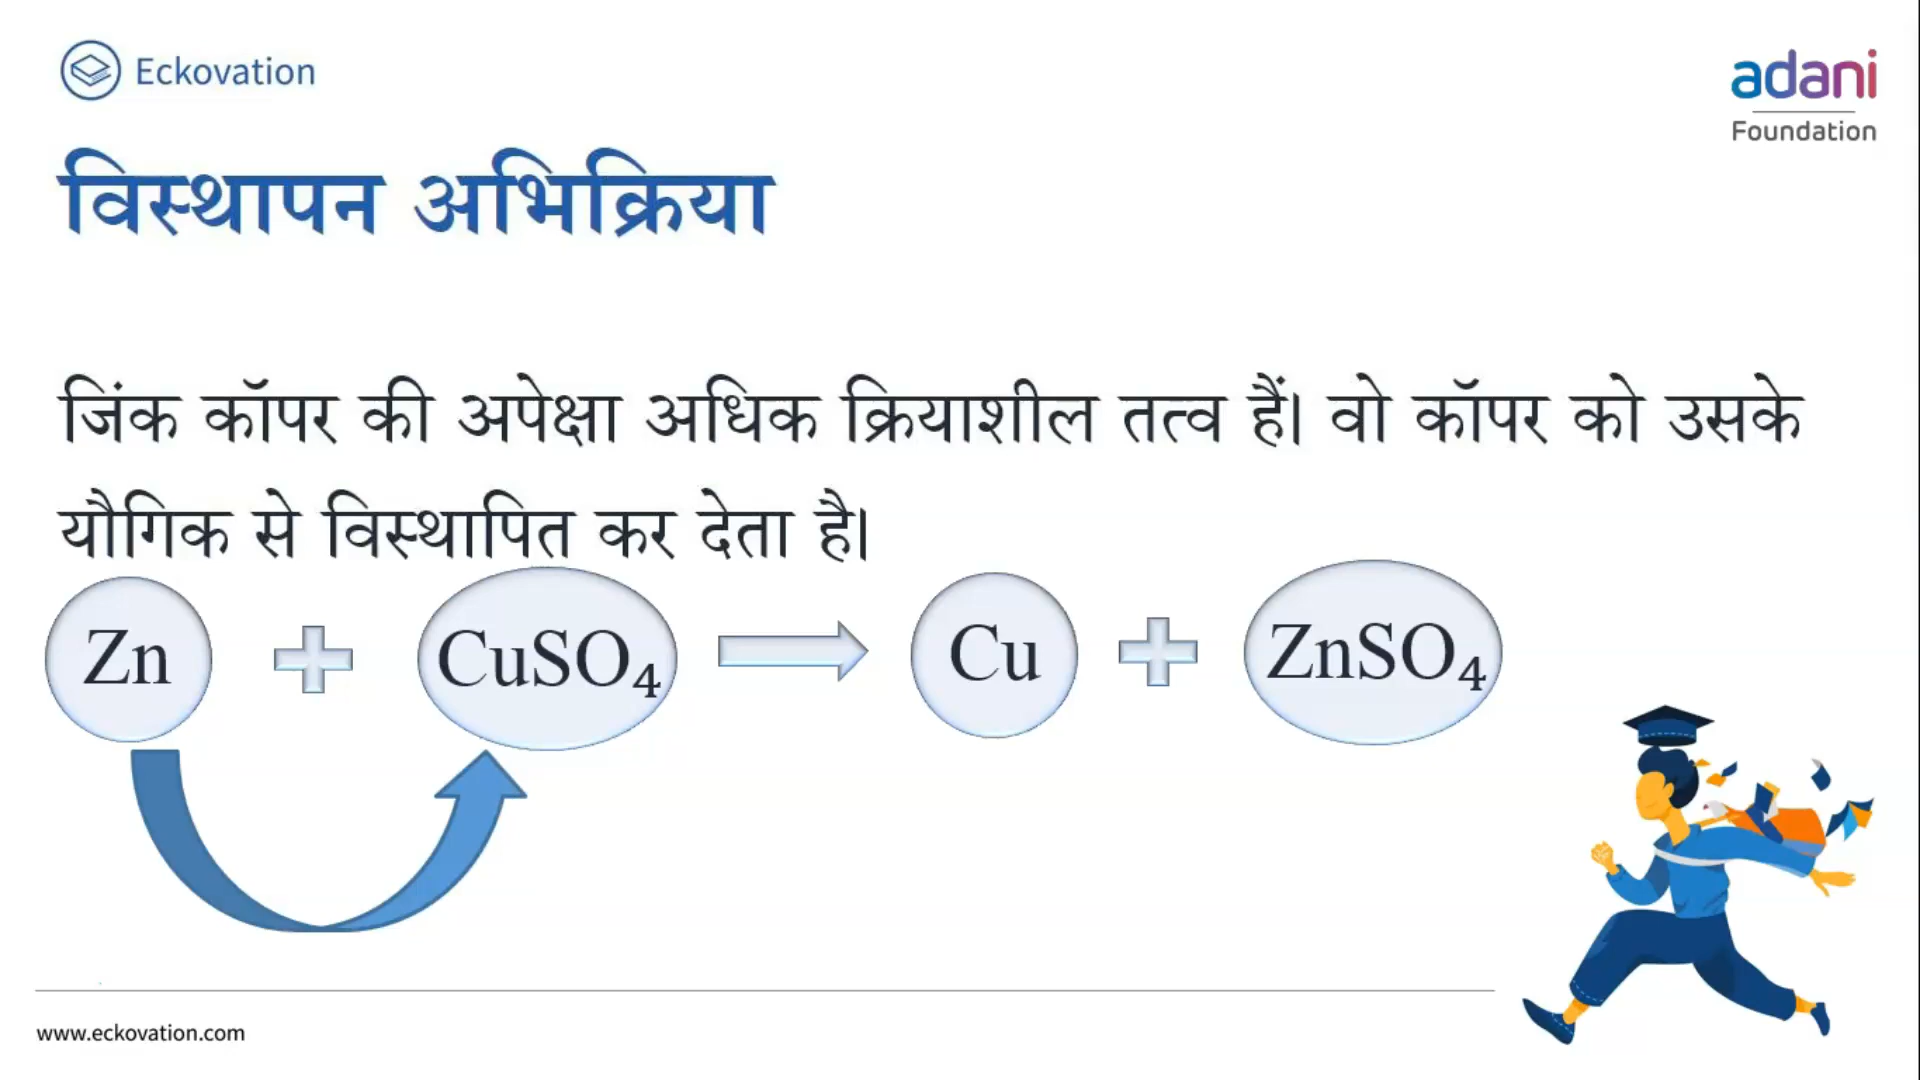 Eckovation
adani
Foundation
विस्थापन अभिक्रिया
जिंक कॉपर की अपेक्षा अधिक क्रियाशील तत्व हैं। वो कॉपर को उसके
यौगिक से विस्थापित कर देता है।
Zn + CuSO₄ → Cu + ZnSO₄
www.eckovation.com